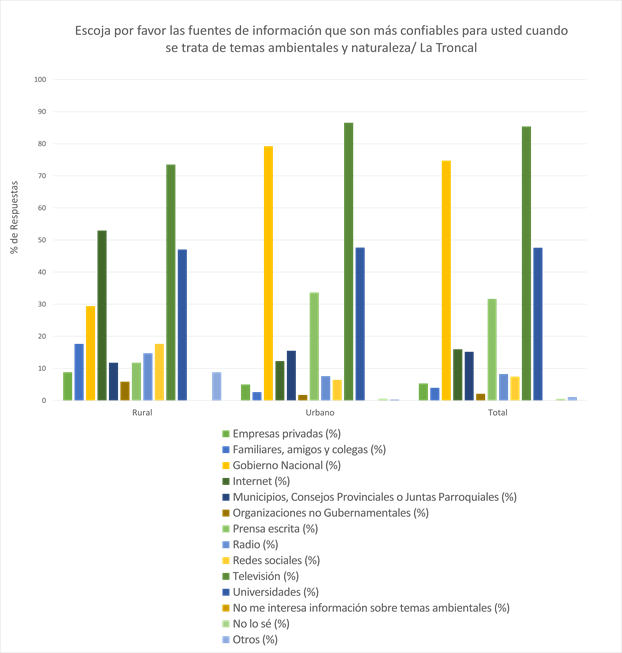 Escoja por favor las fuentes de información que son más confiables para usted cuando
se trata de temas ambientales y naturaleza/ La Troncal
100
90
80
70
60
50
40
30
20
10
0
% de Respuestas
Rural
Urbano
Total
Empresas privadas (%)
Familiares, amigos y colegas (%)
Gobierno Nacional (%)
Internet (%)
Municipios, Consejos Provinciales o Juntas Parroquiales (%)
Organizaciones no Gubernamentales (%)
Prensa escrita (%)
Radio (%)
Redes sociales (%)
Televisión (%)
Universidades (%)
No me interesa información sobre temas ambientales (%)
No lo sé (%)
Otros (%)